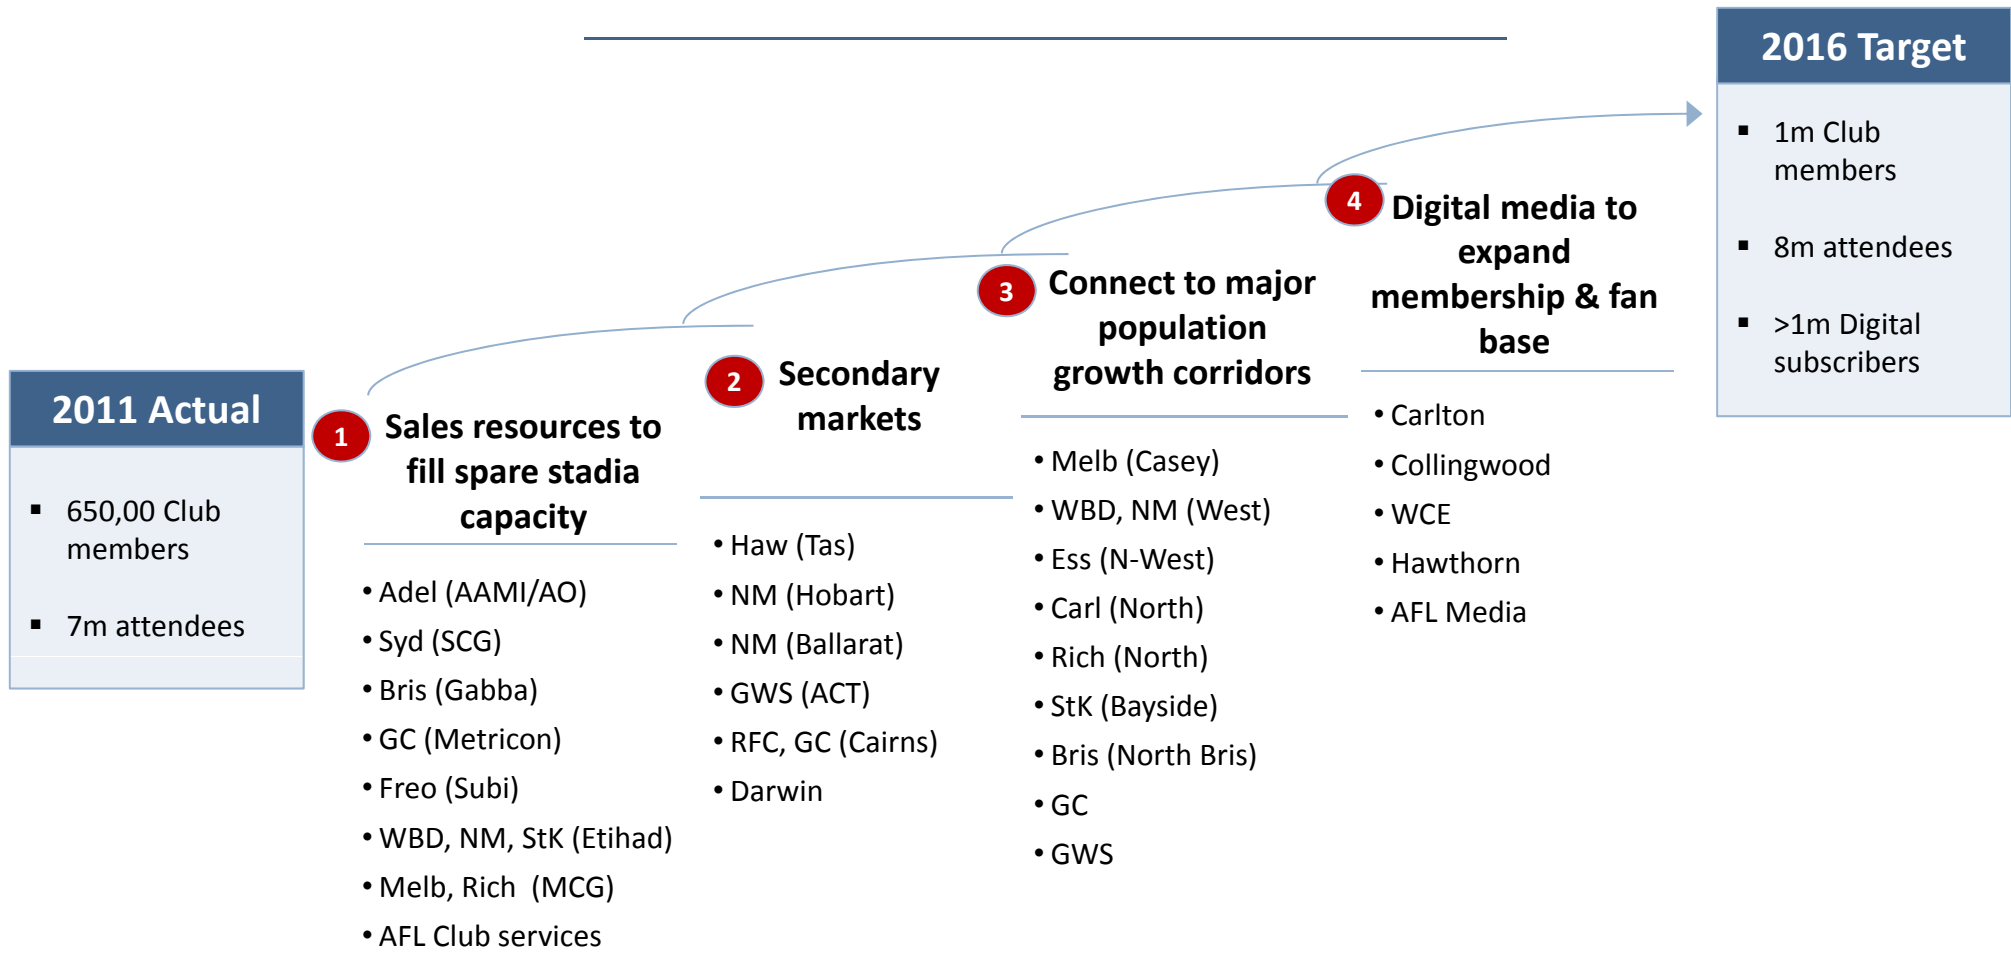 2011 Actual
▪ 650,00 Club
members
▪ 7m attendees
1
Sales resources to
fill spare stadia
capacity
• Adel (AAMI/AO)
• Syd (SCG)
• Bris (Gabba)
• GC (Metricon)
• Freo (Subi)
• WBD, NM, StK (Etihad)
• Melb, Rich (MCG)
• AFL Club services
2
Secondary
markets
• Haw (Tas)
• NM (Hobart)
• NM (Ballarat)
• GWS (ACT)
• RFC, GC (Cairns)
• Darwin
3
Connect to major
population
growth corridors
• Melb (Casey)
• WBD, NM (West)
• Ess (N-West)
• Carl (North)
• Rich (North)
• StK (Bayside)
• Bris (North Bris)
• GC
• GWS
4
Digital media to
expand
membership & fan
base
• Carlton
• Collingwood
• WCE
• Hawthorn
• AFL Media
2016 Target
▪ 1m Club
members
▪ 8m attendees
▪ >1m Digital
subscribers